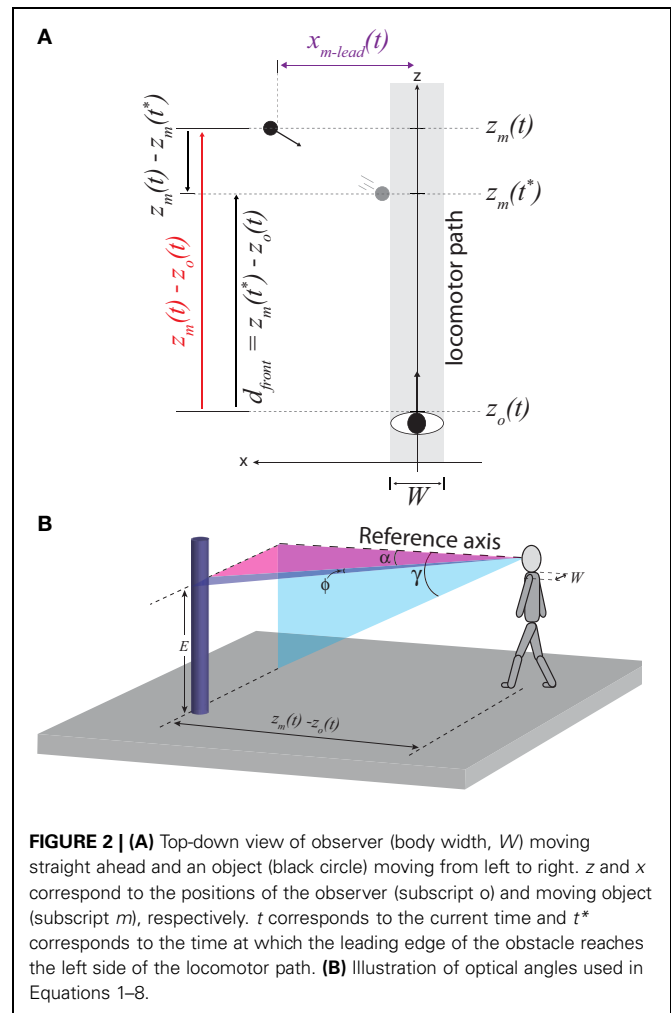 A
x_{m-lead}(t)
z
z_m(t)
z_m(t) - z_m(t*)
z_m(t*)
z_m(t) - z_o(t)
d_{front} = z_m(t*) - z_o(t)
locomotor path
z_o(t)
x
W
B
Reference axis
α
γ
ϕ
W
E
z_m(t) -z_o(t)
FIGURE 2 | (A) Top-down view of observer (body width, W) moving
straight ahead and an object (black circle) moving from left to right. z and x
correspond to the positions of the observer (subscript o) and moving object
(subscript m), respectively. t corresponds to the current time and t*
corresponds to the time at which the leading edge of the obstacle reaches
the left side of the locomotor path. (B) Illustration of optical angles used in
Equations 1–8.